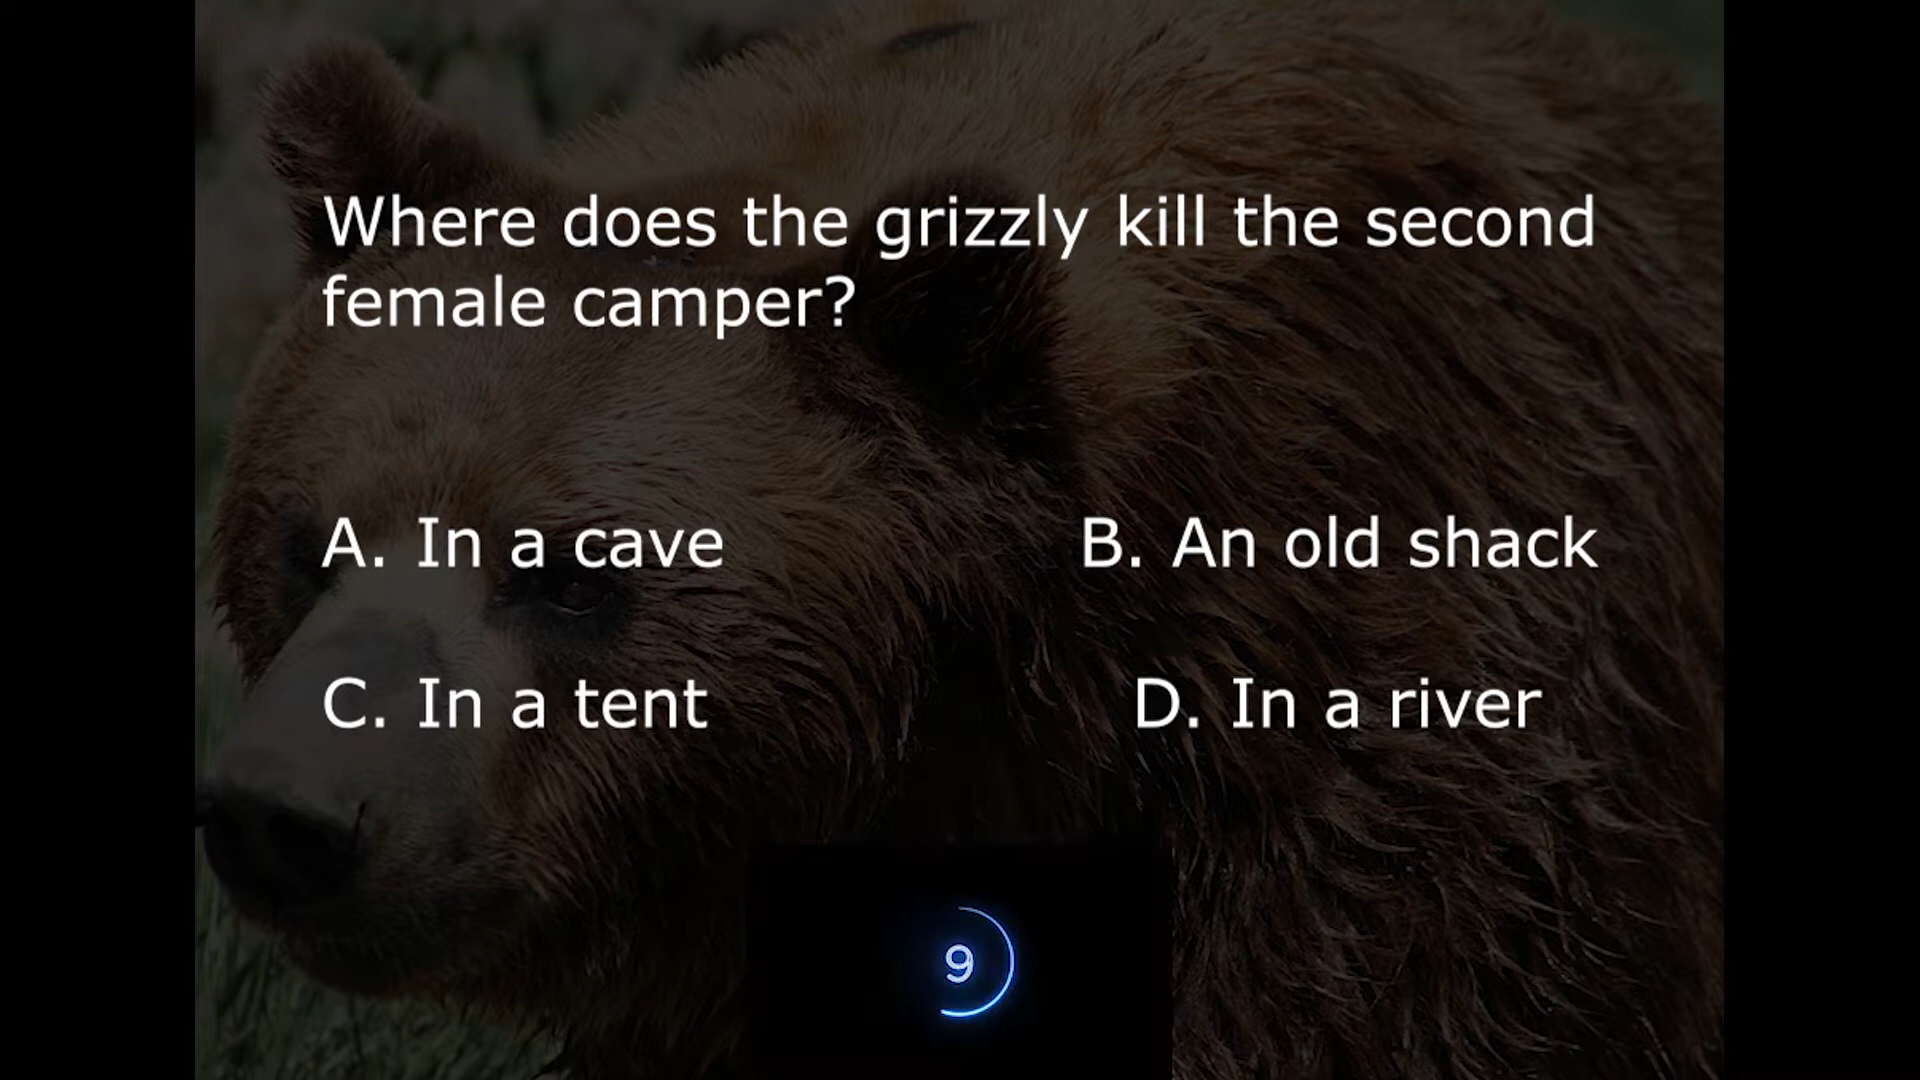 Where does the grizzly kill the second
female camper?
A. In a cave
B. An old shack
C. In a tent
D. In a river
9